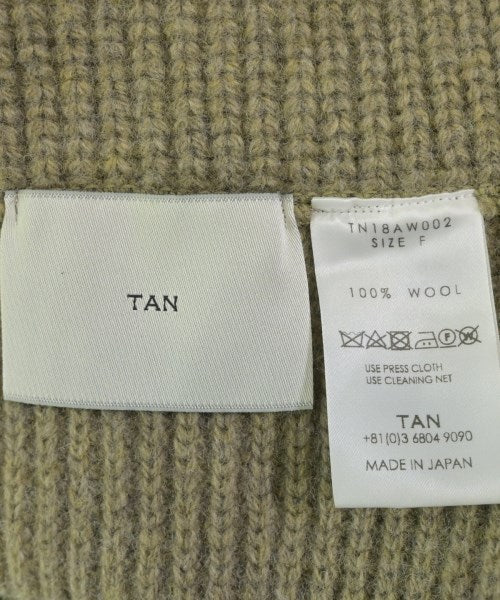 TAN
TN18AW002
SIZE F
100% WOOL
USE PRESS CLOTH
USE CLEANING NET
TAN
+81(0)3 6804 9090
MADE IN JAPAN